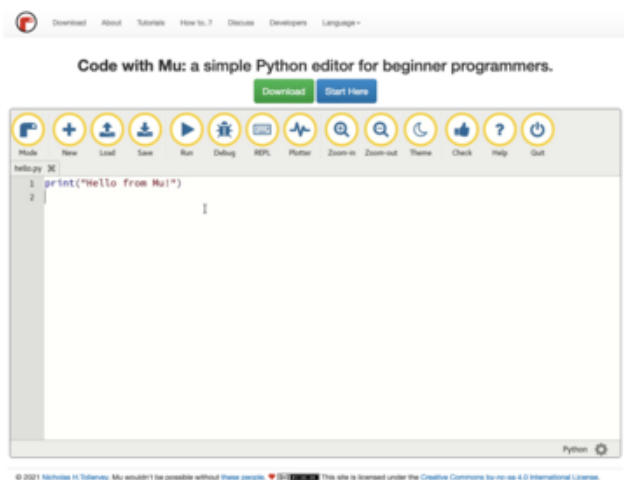 Download About Tutorials How to..? Discuss Developers Language
Code with Mu: a simple Python editor for beginner programmers.
Download Start Here
Mode New Load Save Run Debug REPL Plotter Zoom-in Zoom-out Theme Check Help Quit
hello.py
1 print("Hello from Mu!")
2
Python
© 2021 Nicholas H.Tollervey. Mu wouldn't be possible without these people. This site is licensed under the Creative Commons by-nc-sa 4.0 International License.